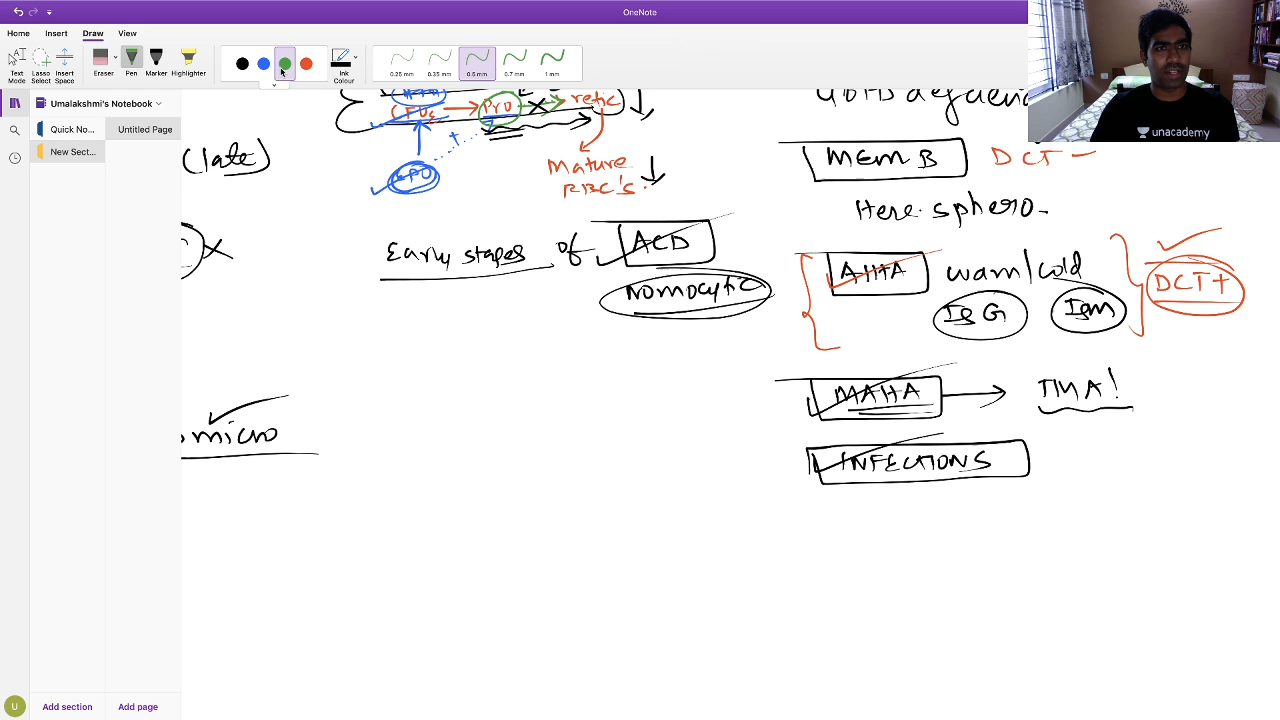 OneNote
Home Insert Draw View
Text Mode
Lasso Select
Insert Space
Eraser
Pen
Marker
Highlighter
Ink Colour
0.25 mm
0.35 mm
0.5 mm
0.7 mm
1 mm
Umalakshmi's Notebook
Quick No...
New Sect...
Untitled Page
(late)
micro
CFUe → Pro → retic
EPO
+
Mature
RBC's
Early stages of ACD
Normocytic
MEM B DCT -
Here. sphero
AIHA warm/cold
IgG IgM
DCT +
MAHA → TMA!
INFECTIONS
unacademy
U
Add section
Add page